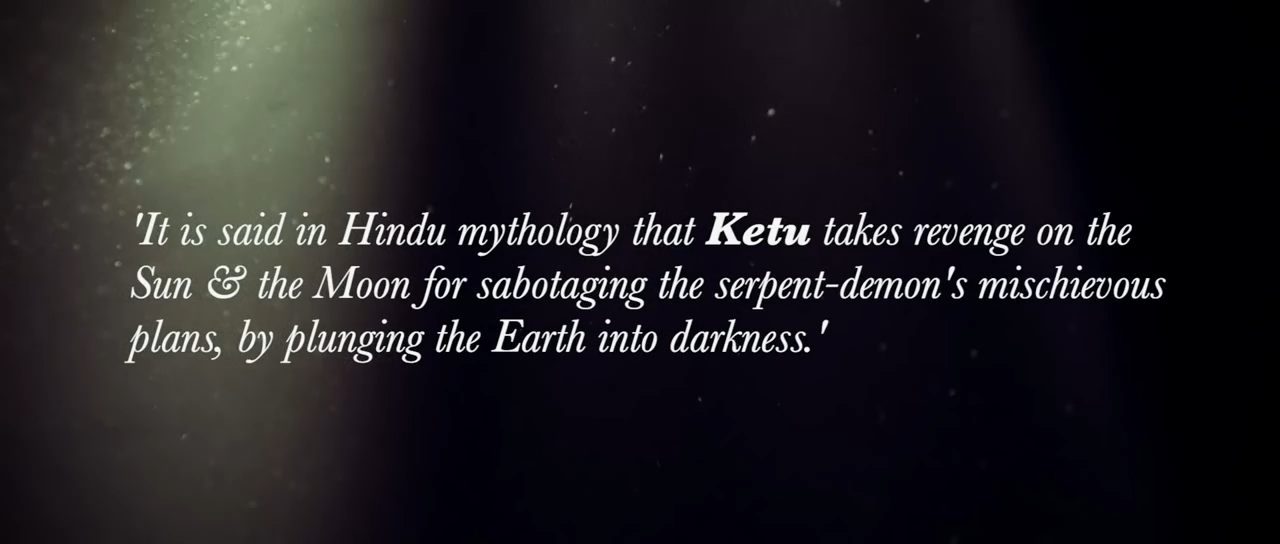 'It is said in Hindu mythology that Ketu takes revenge on the
Sun & the Moon for sabotaging the serpent-demon's mischievous
plans, by plunging the Earth into darkness.'